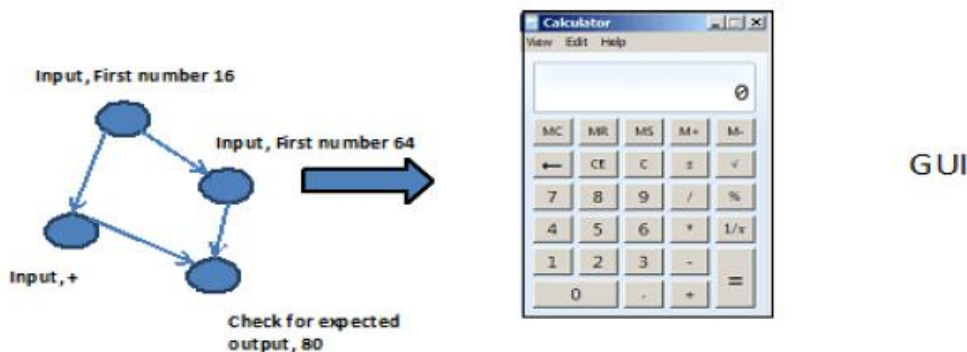 Input, First number 16
Input, First number 64
Input, +
Check for expected
output, 80
Calculator
View Edit Help
0
MC MR MS M+ M-
← CE C ± √
7 8 9 / %
4 5 6 * 1/x
1 2 3 - =
0 . +
GUI